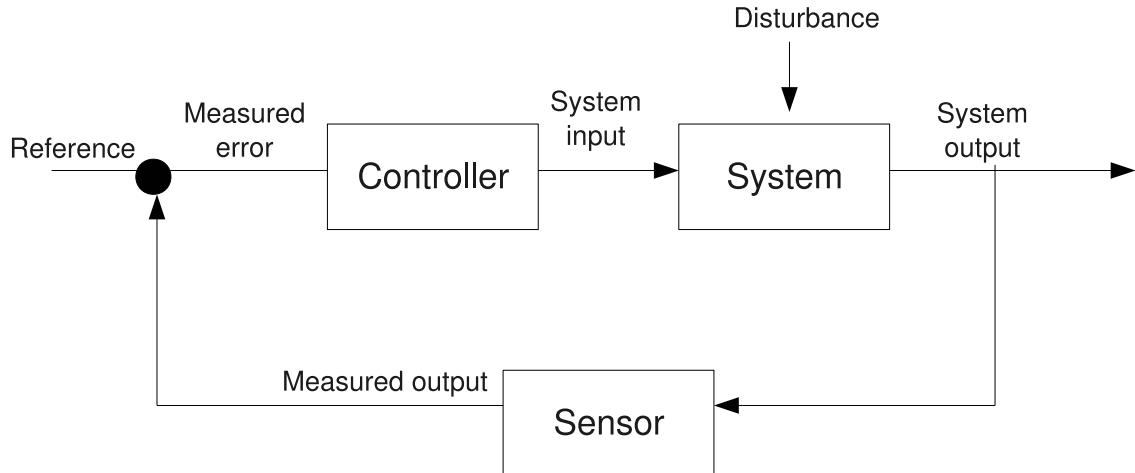 Disturbance
Reference
Measured
error
Controller
System
input
System
System
output
Measured output
Sensor